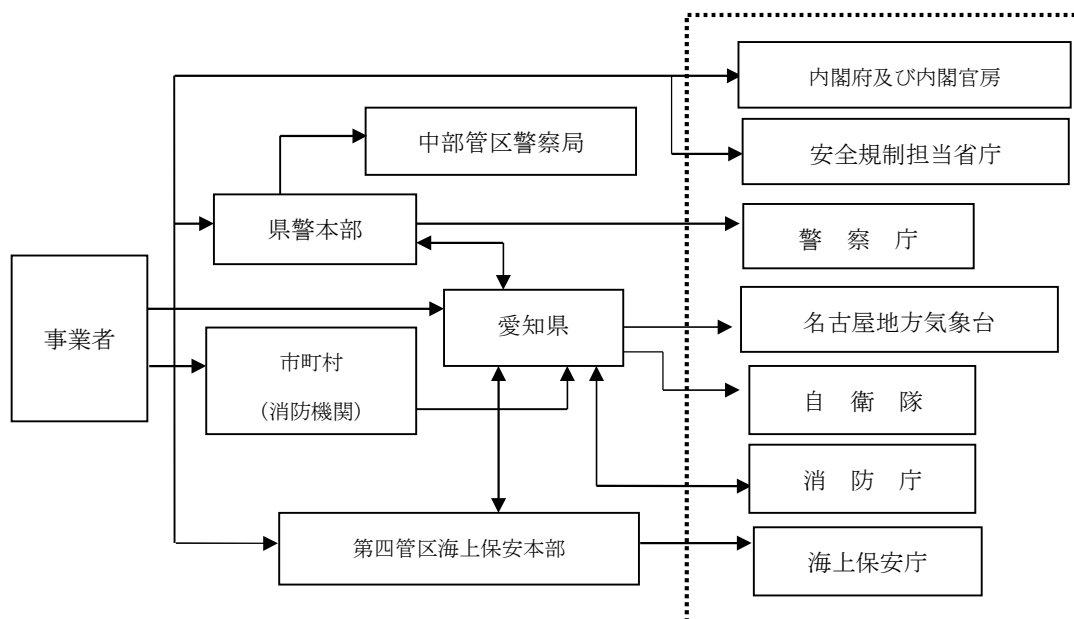 内閣府及び内閣官房
中部管区警察局
安全規制担当省庁
県警本部
警 察 庁
事業者
愛知県
名古屋地方気象台
市町村
（消防機関）
自 衛 隊
消 防 庁
第四管区海上保安本部
海上保安庁